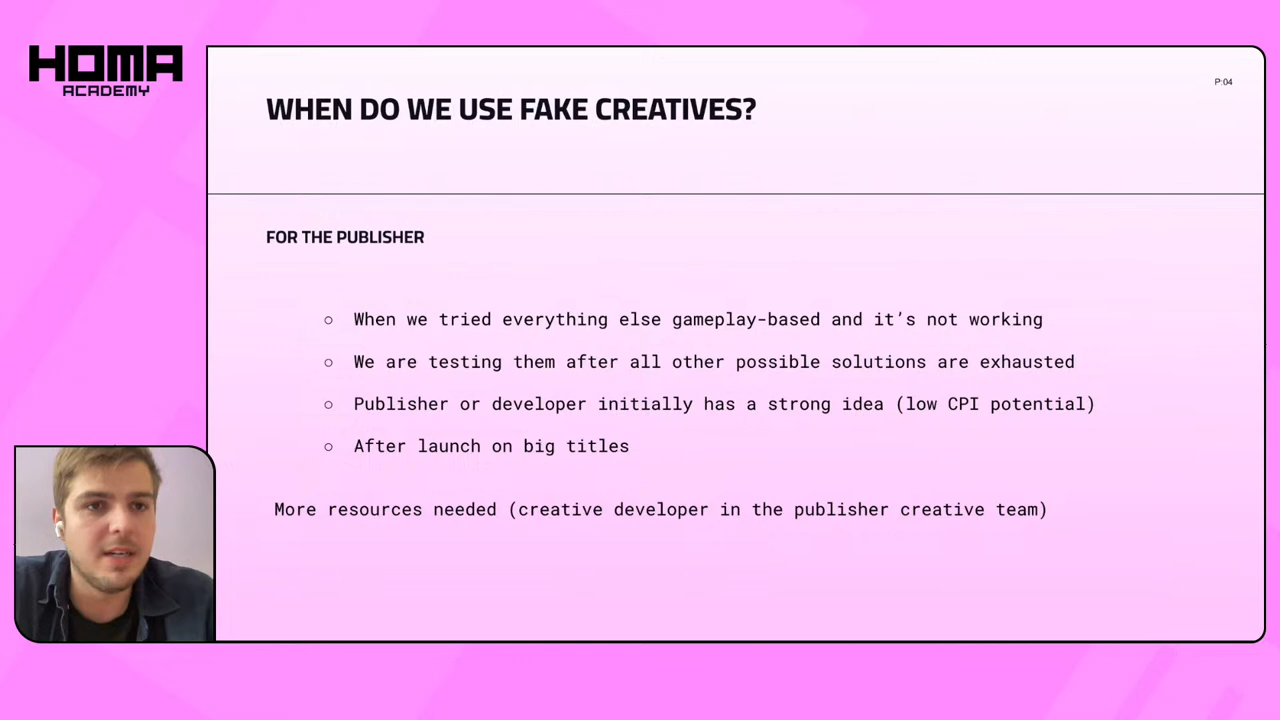 HOMA
ACADEMY
P:04
WHEN DO WE USE FAKE CREATIVES?
FOR THE PUBLISHER
○ When we tried everything else gameplay-based and it’s not working
○ We are testing them after all other possible solutions are exhausted
○ Publisher or developer initially has a strong idea (low CPI potential)
○ After launch on big titles
More resources needed (creative developer in the publisher creative team)